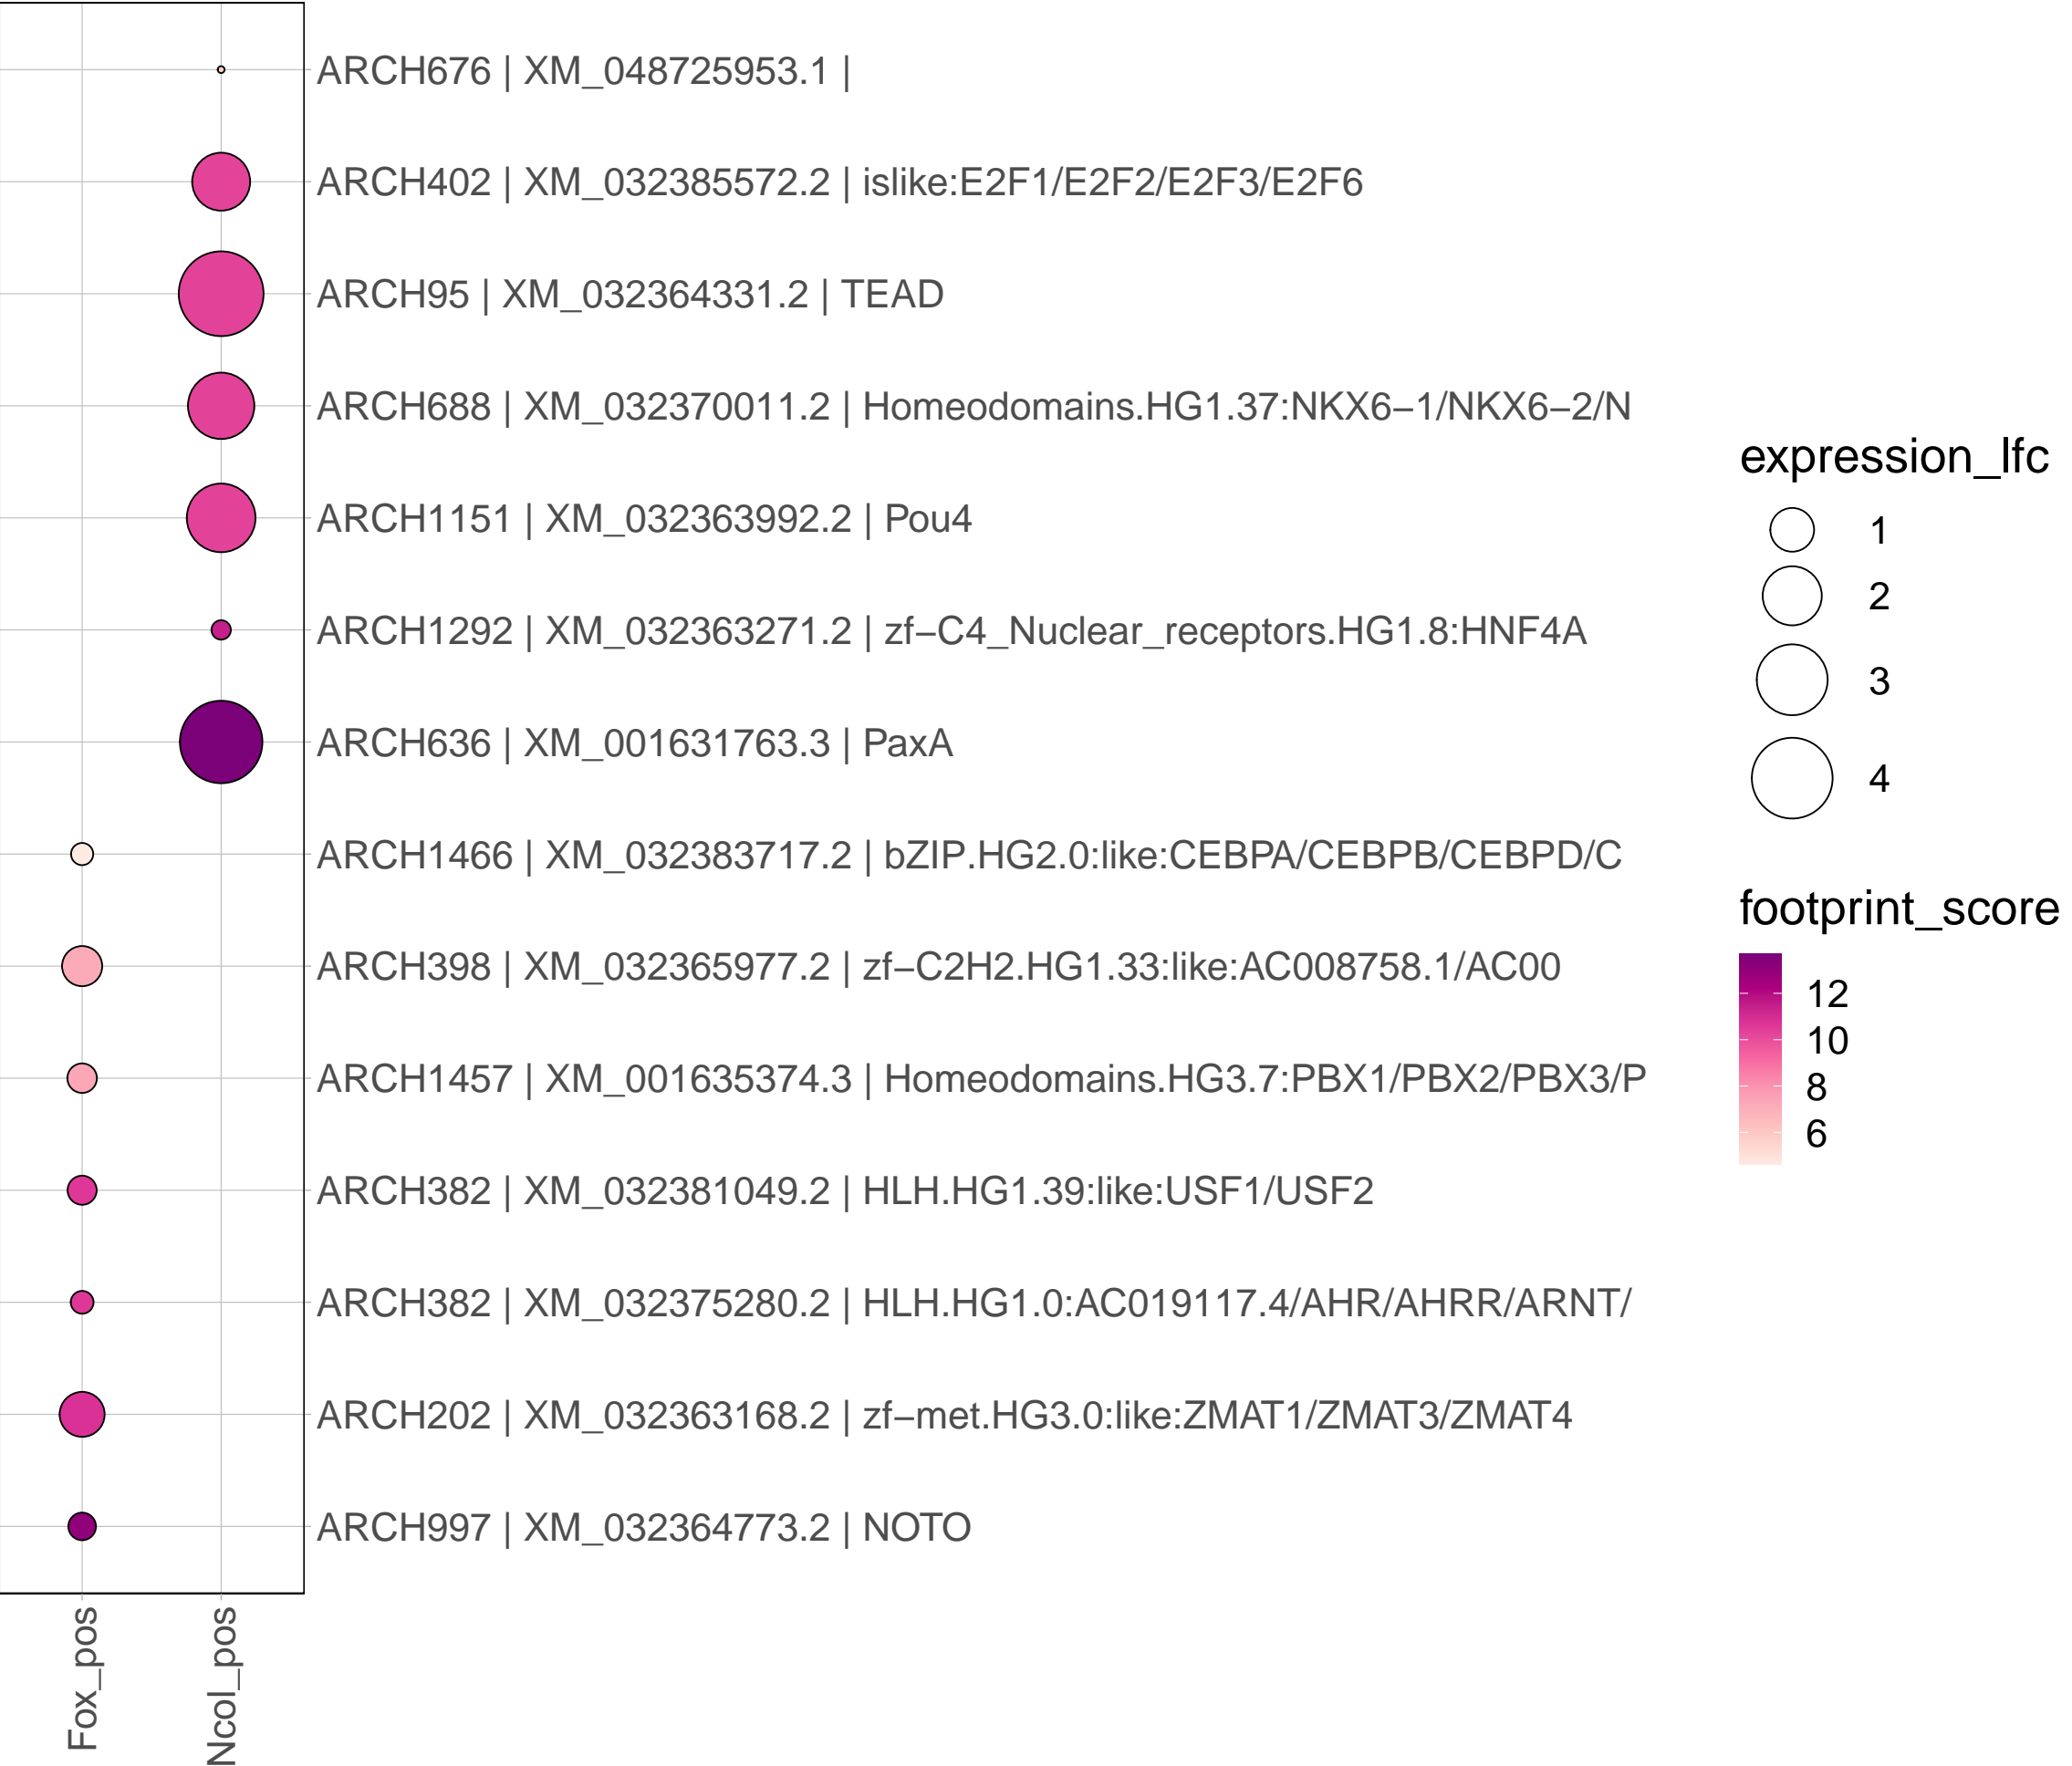 ARCH676 | XM_048725953.1 |
ARCH402 | XM_032385572.2 | islike:E2F1/E2F2/E2F3/E2F6
ARCH95 | XM_032364331.2 | TEAD
ARCH688 | XM_032370011.2 | Homeodomains.HG1.37:NKX6−1/NKX6−2/N
ARCH1151 | XM_032363992.2 | Pou4
ARCH1292 | XM_032363271.2 | zf−C4_Nuclear_receptors.HG1.8:HNF4A
ARCH636 | XM_001631763.3 | PaxA
ARCH1466 | XM_032383717.2 | bZIP.HG2.0:like:CEBPA/CEBPB/CEBPD/C
ARCH398 | XM_032365977.2 | zf−C2H2.HG1.33:like:AC008758.1/AC00
ARCH1457 | XM_001635374.3 | Homeodomains.HG3.7:PBX1/PBX2/PBX3/P
ARCH382 | XM_032381049.2 | HLH.HG1.39:like:USF1/USF2
ARCH382 | XM_032375280.2 | HLH.HG1.0:AC019117.4/AHR/AHRR/ARNT/
ARCH202 | XM_032363168.2 | zf−met.HG3.0:like:ZMAT1/ZMAT3/ZMAT4
ARCH997 | XM_032364773.2 | NOTO
Fox_pos
Ncol_pos
expression_lfc
1
2
3
4
footprint_score
12
10
8
6